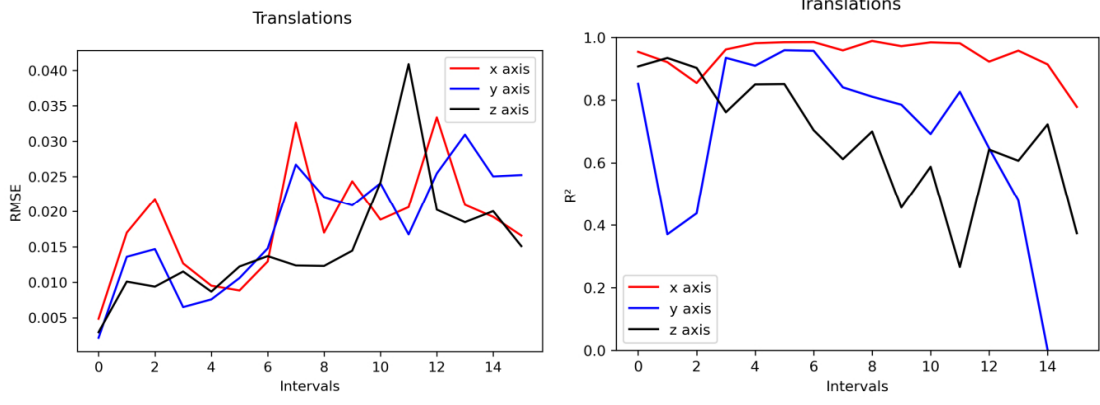 Translations
0.040
0.035
0.030
0.025
0.020
0.015
0.010
0.005
RMSE
x axis
y axis
z axis
0 2 4 6 8 10 12 14
Intervals
Translations
1.0
0.8
0.6
0.4
0.2
0.0
R²
x axis
y axis
z axis
0 2 4 6 8 10 12 14
Intervals